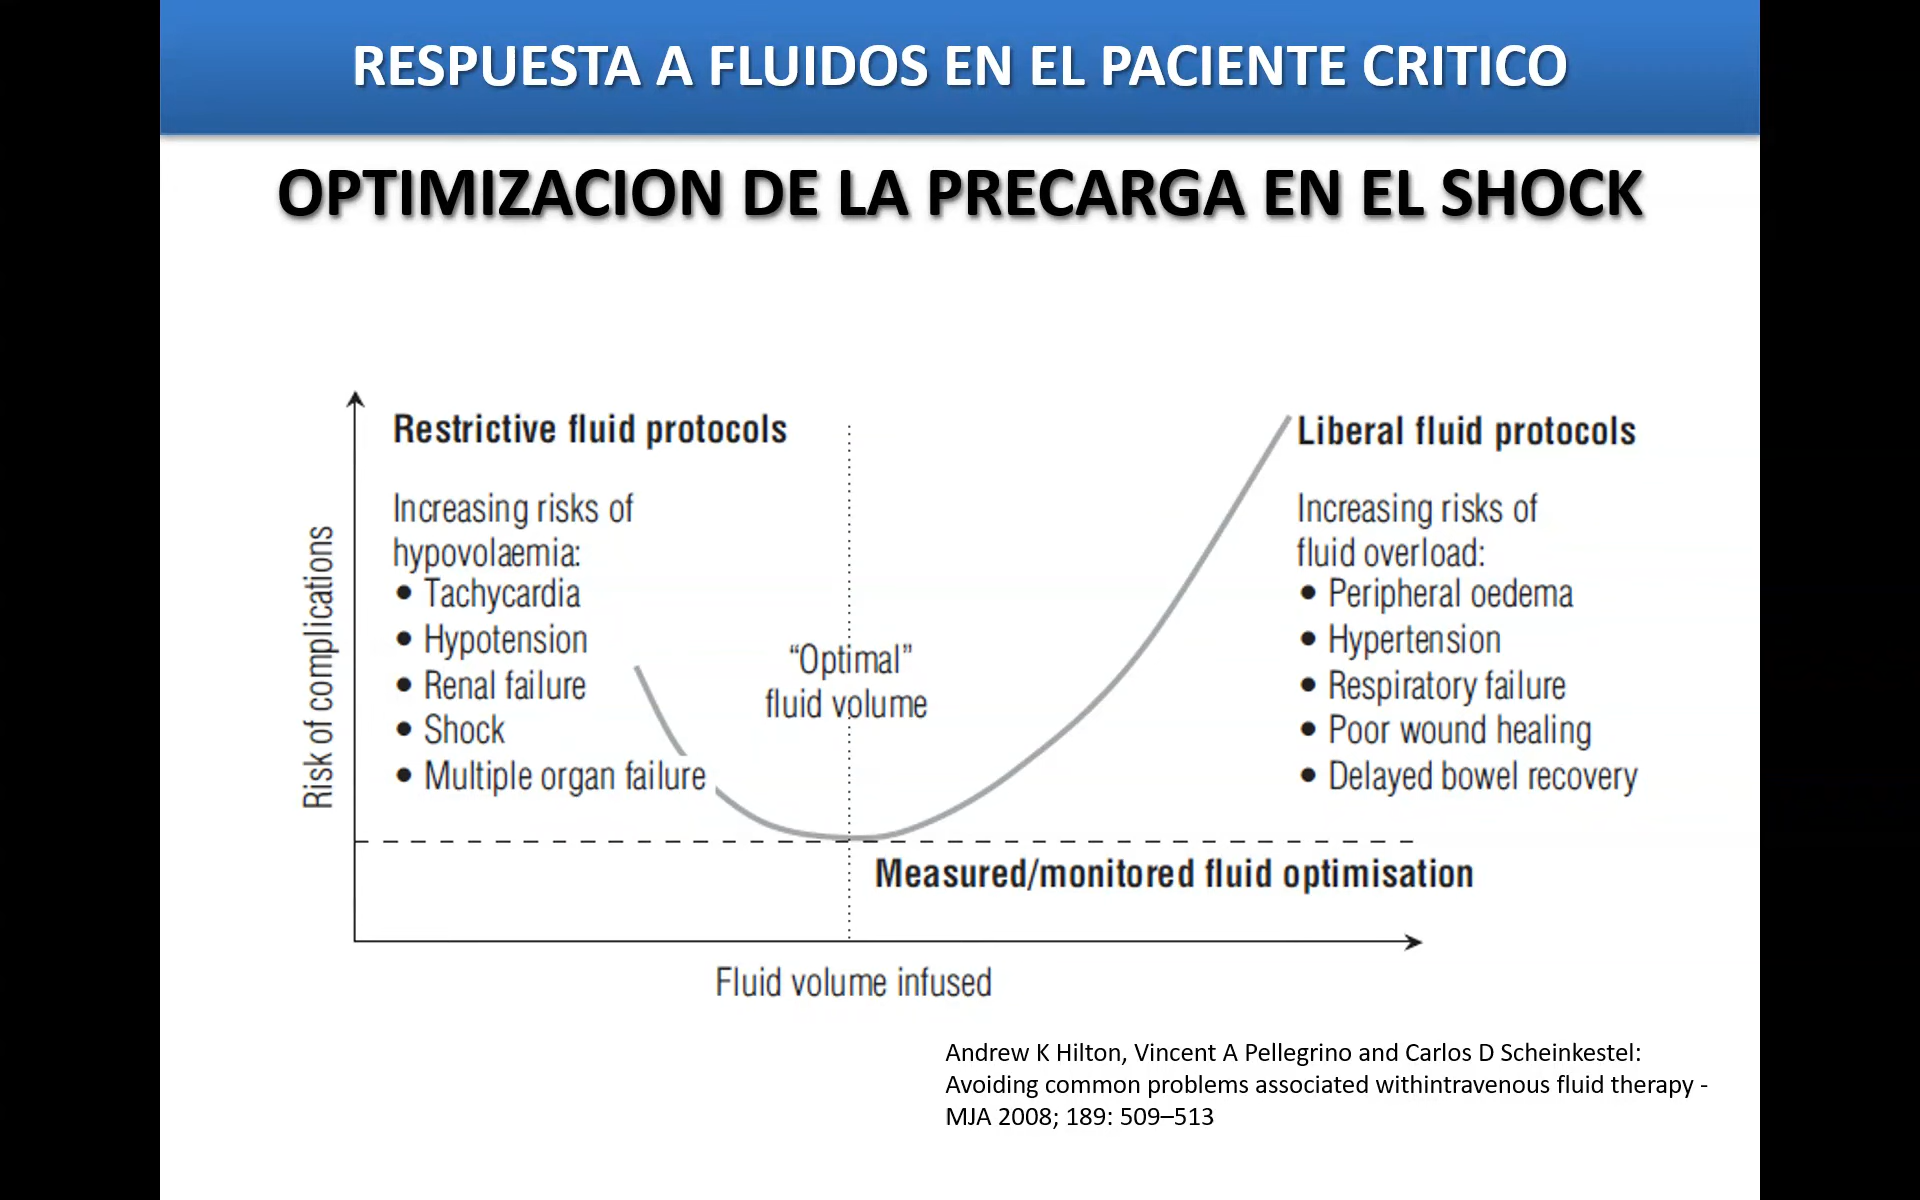 RESPUESTA A FLUIDOS EN EL PACIENTE CRITICO
OPTIMIZACION DE LA PRECARGA EN EL SHOCK
Risk of complications
Restrictive fluid protocols
Increasing risks of
hypovolaemia:
• Tachycardia
• Hypotension
• Renal failure
• Shock
• Multiple organ failure
“Optimal”
fluid volume
Liberal fluid protocols
Increasing risks of
fluid overload:
• Peripheral oedema
• Hypertension
• Respiratory failure
• Poor wound healing
• Delayed bowel recovery
Measured/monitored fluid optimisation
Fluid volume infused
Andrew K Hilton, Vincent A Pellegrino and Carlos D Scheinkestel:
Avoiding common problems associated withintravenous fluid therapy -
MJA 2008; 189: 509–513